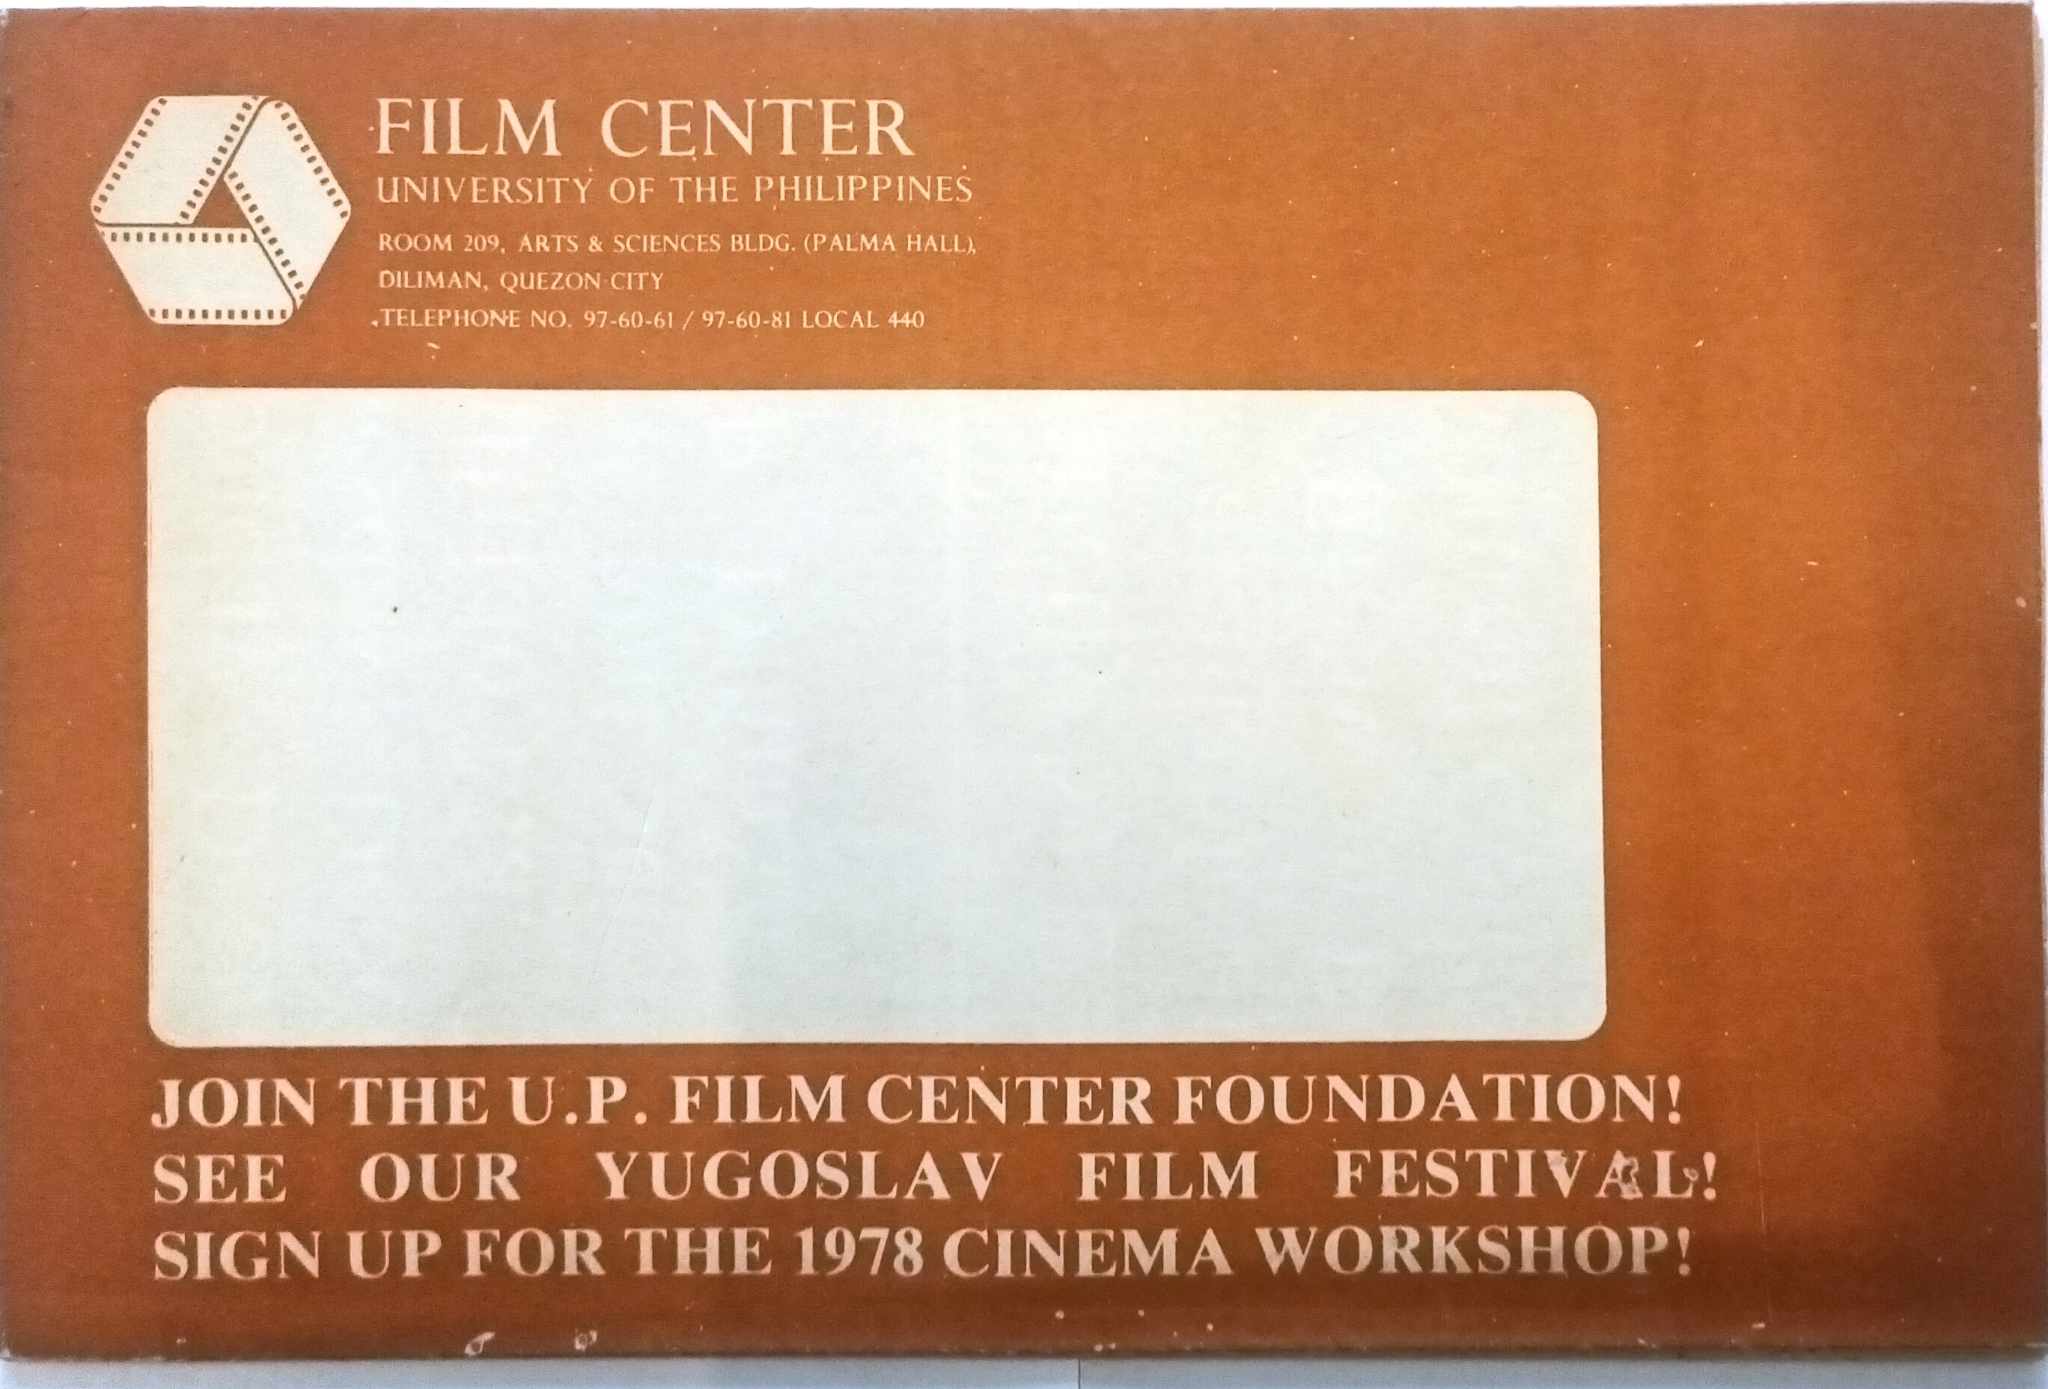 FILM CENTER
UNIVERSITY OF THE PHILIPPINES
ROOM 209, ARTS & SCIENCES BLDG. (PALMA HALL),
DILIMAN, QUEZON CITY
TELEPHONE NO. 97-60-61 / 97-60-81 LOCAL 440
JOIN THE U.P. FILM CENTER FOUNDATION!
SEE OUR YUGOSLAV FILM FESTIVAL!
SIGN UP FOR THE 1978 CINEMA WORKSHOP!